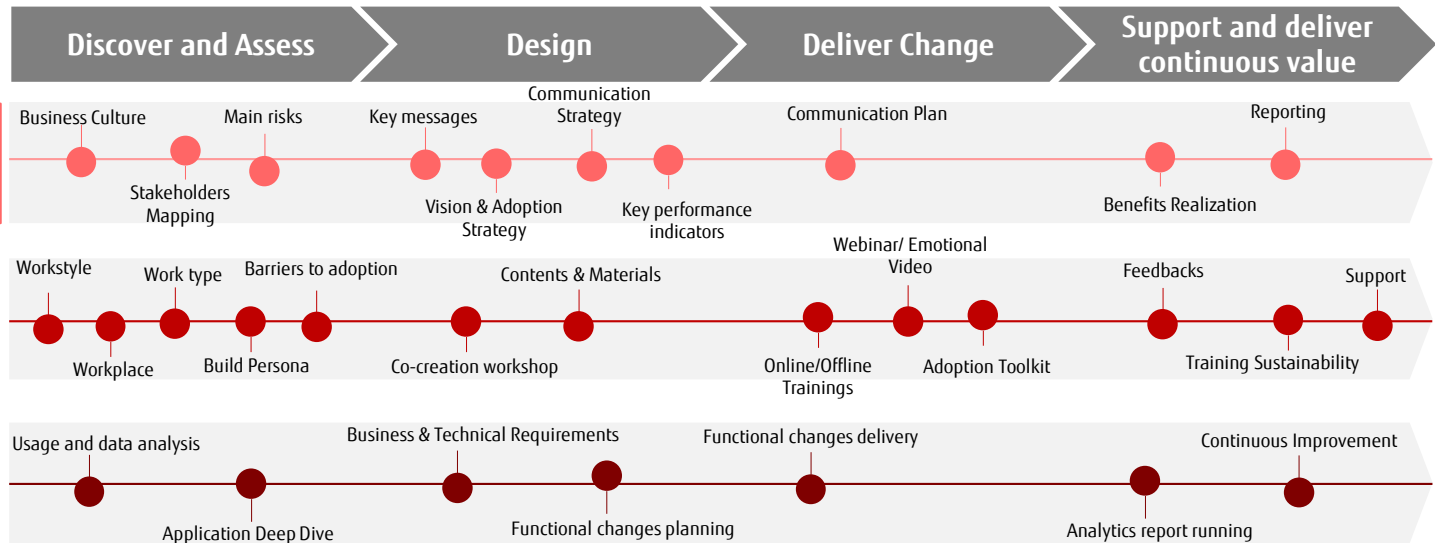 Discover and Assess
Design
Deliver Change
Support and deliver
continuous value
Business Culture
Stakeholders
Mapping
Main risks
Key messages
Vision & Adoption
Strategy
Communication
Strategy
Key performance
indicators
Communication Plan
Benefits Realization
Reporting
Workstyle
Workplace
Work type
Build Persona
Barriers to adoption
Co-creation workshop
Contents & Materials
Online/Offline
Trainings
Webinar/ Emotional
Video
Adoption Toolkit
Feedbacks
Training Sustainability
Support
Usage and data analysis
Application Deep Dive
Business & Technical Requirements
Functional changes planning
Functional changes delivery
Analytics report running
Continuous Improvement